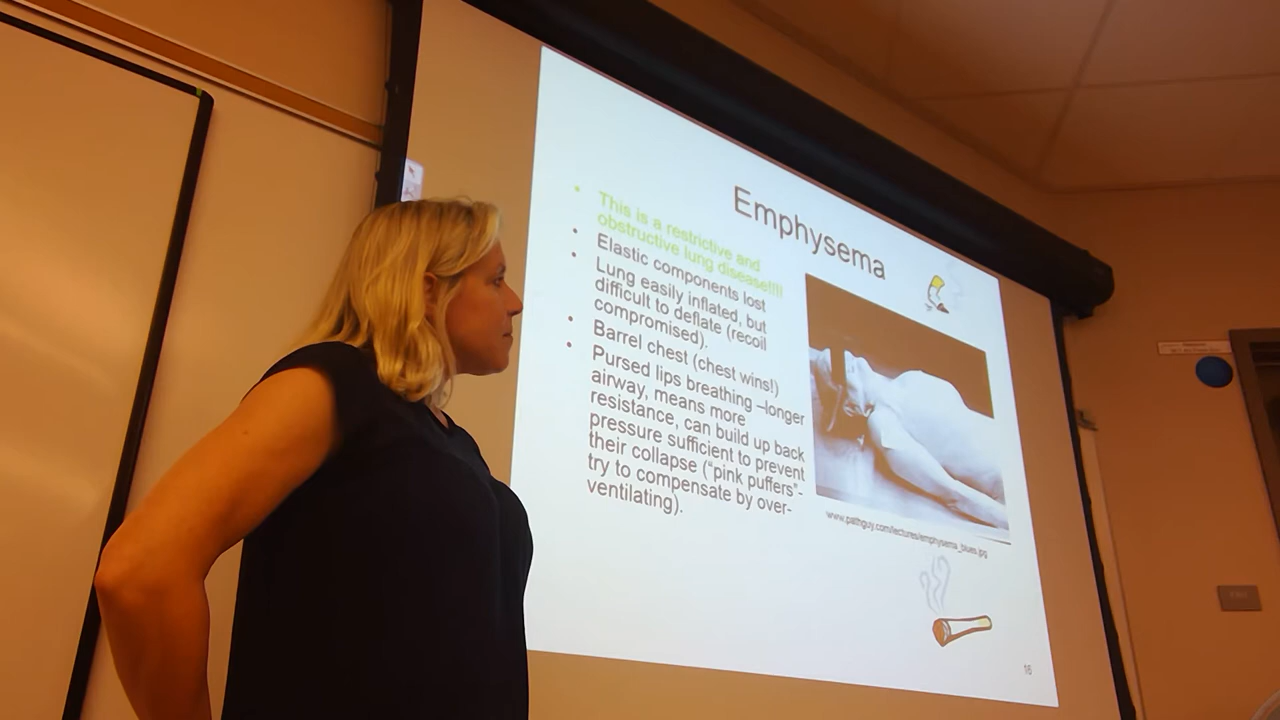 Emphysema
• This is a restrictive and
obstructive lung disease!!!!
• Elastic components lost
• Lung easily inflated, but
difficult to deflate (recoil
compromised).
• Barrel chest (chest wins!)
• Pursed lips breathing –longer
airway, means more
resistance, can build up back
pressure sufficient to prevent
their collapse ("pink puffers"-
try to compensate by over-
ventilating).
www.pathguy.com/lectures/emphysema_blues.jpg
16